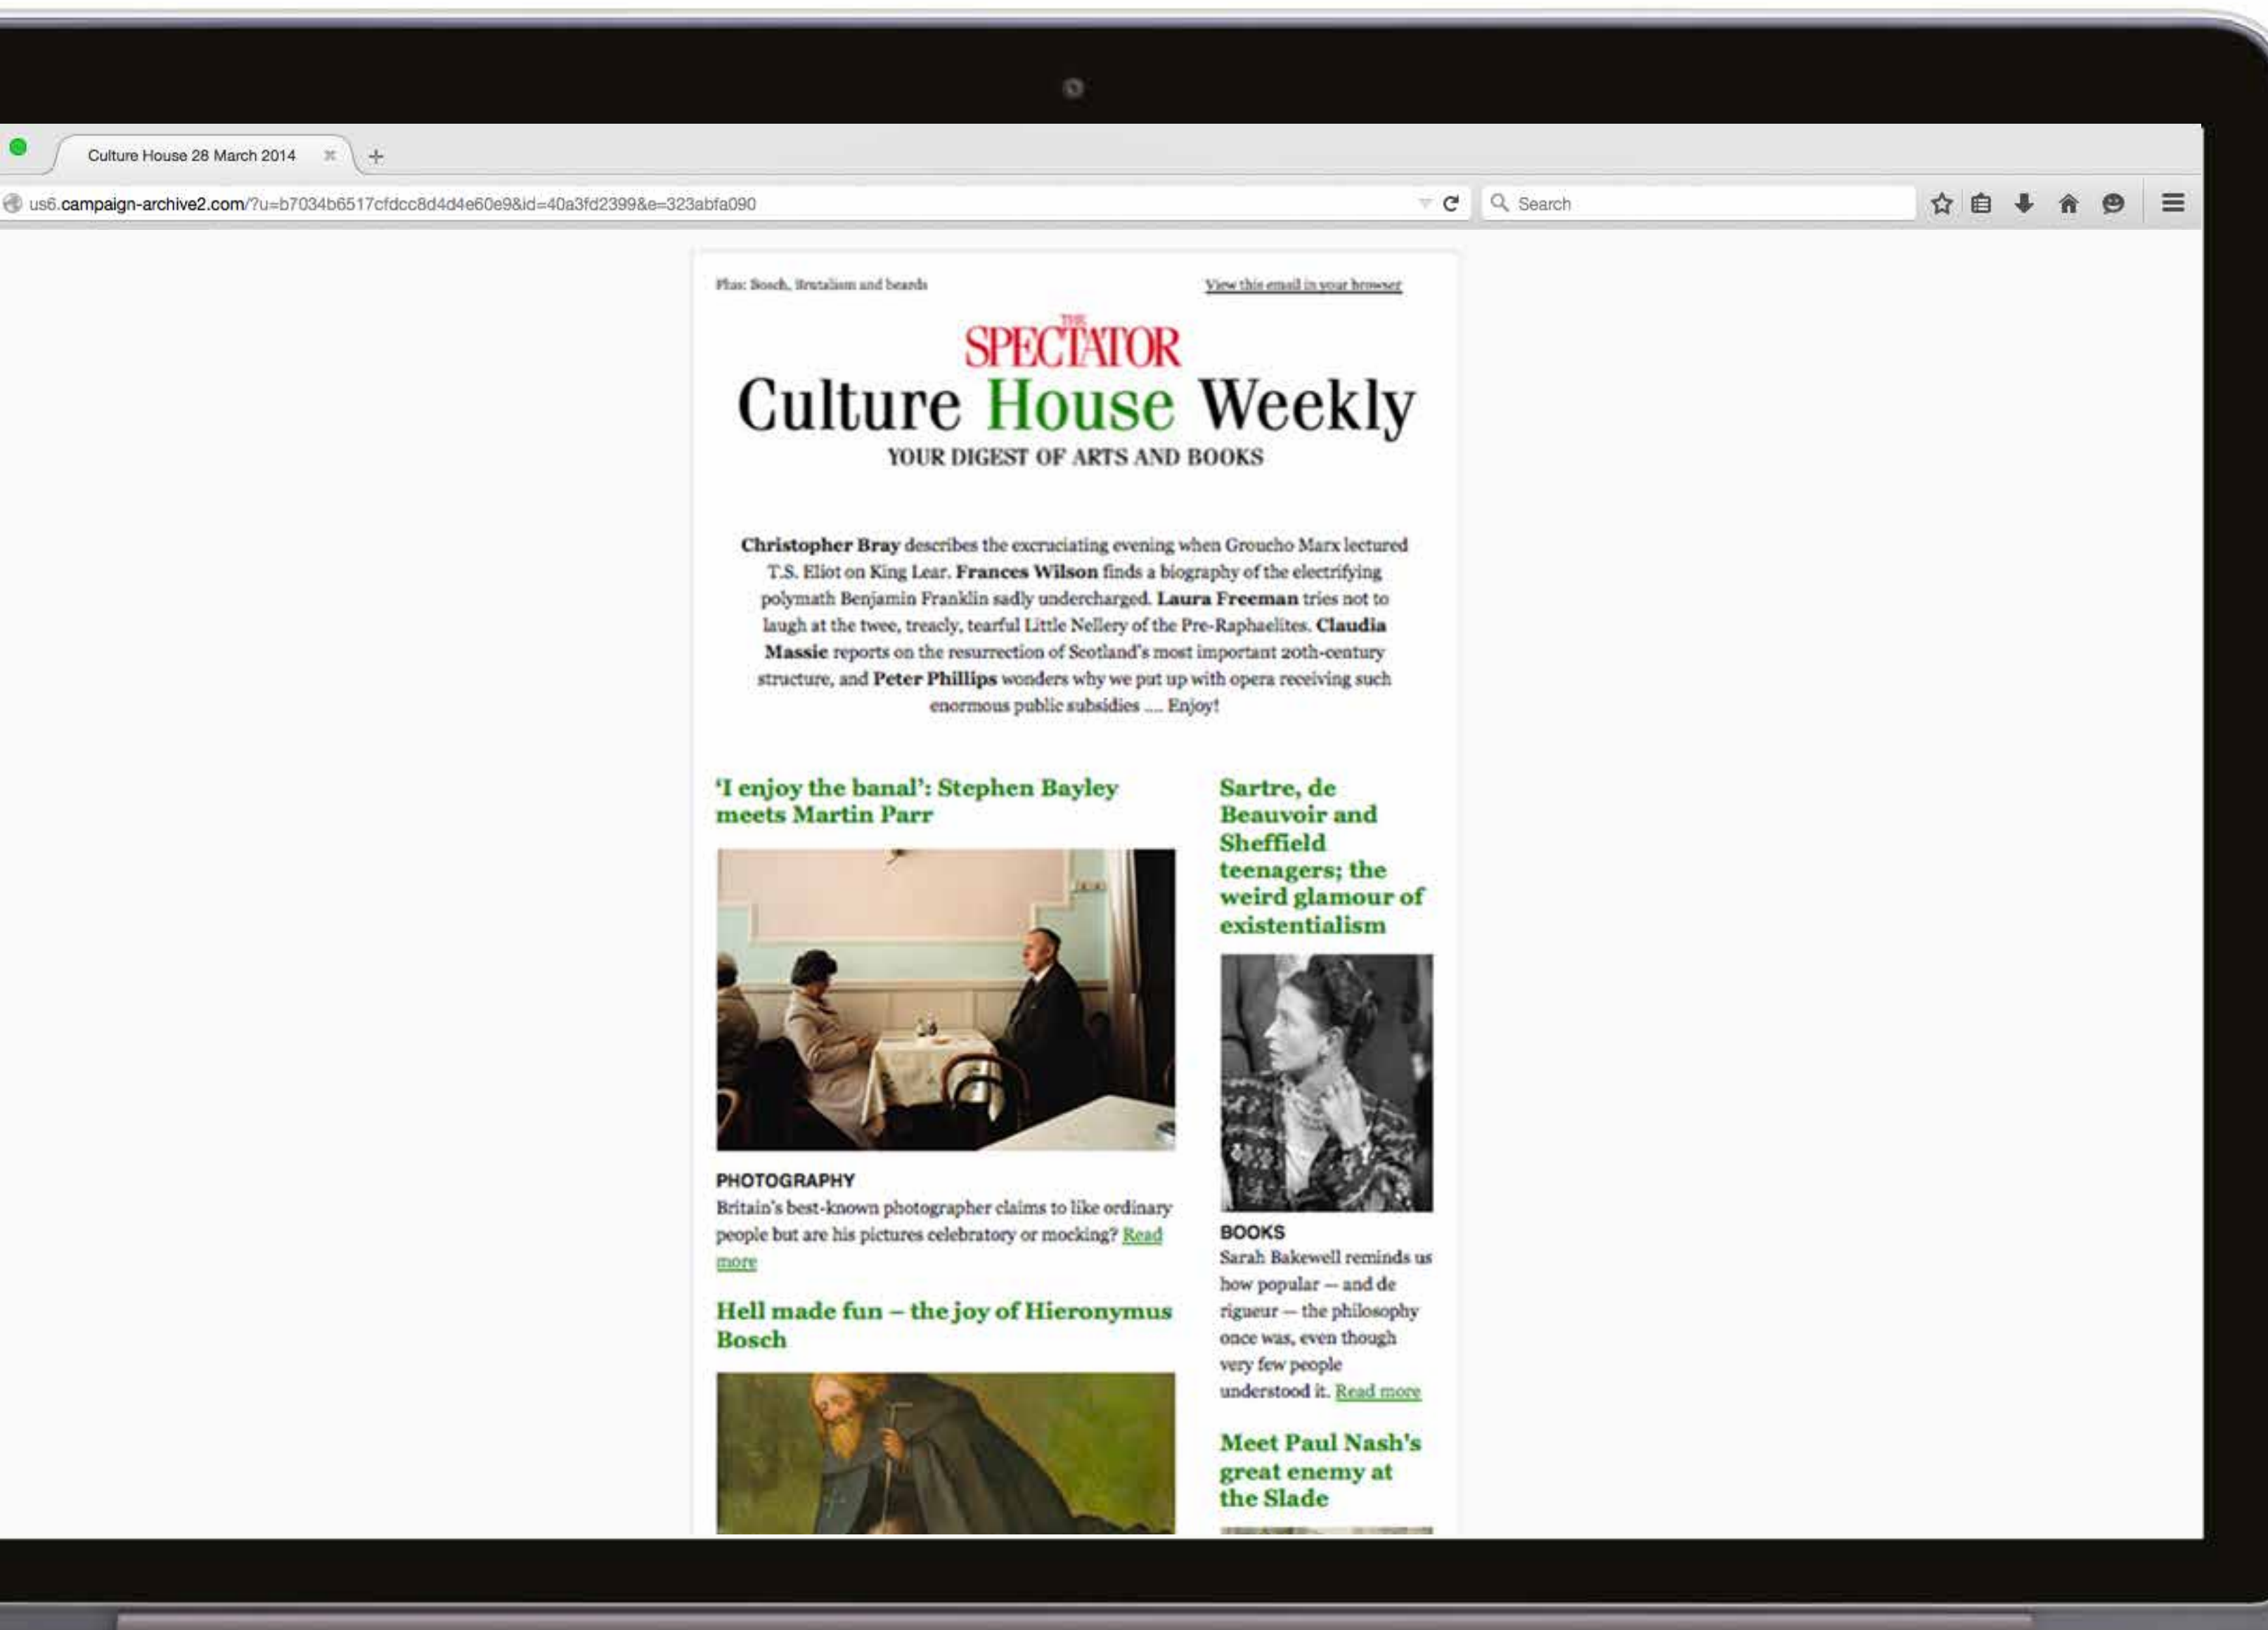 Culture House 28 March 2014
us6.campaign-archive2.com/?u=b7034b6517cfdcc8d4d4e60e9&id=40a3fd2399&e=323abfa090
Search
Plus: Bosch, Brutalism and beards
View this email in your browser
THE
SPECTATOR
Culture House Weekly
YOUR DIGEST OF ARTS AND BOOKS
Christopher Bray describes the excruciating evening when Groucho Marx lectured
T.S. Eliot on King Lear. Frances Wilson finds a biography of the electrifying
polymath Benjamin Franklin sadly undercharged. Laura Freeman tries not to
laugh at the twee, treacly, tearful Little Nellery of the Pre-Raphaelites. Claudia
Massie reports on the resurrection of Scotland's most important 20th-century
structure, and Peter Phillips wonders why we put up with opera receiving such
enormous public subsidies .... Enjoy!
‘I enjoy the banal’: Stephen Bayley
meets Martin Parr
PHOTOGRAPHY
Britain's best-known photographer claims to like ordinary
people but are his pictures celebratory or mocking? Read
more
Hell made fun – the joy of Hieronymus
Bosch
Sartre, de
Beauvoir and
Sheffield
teenagers; the
weird glamour of
existentialism
BOOKS
Sarah Bakewell reminds us
how popular — and de
rigueur — the philosophy
once was, even though
very few people
understood it. Read more
Meet Paul Nash's
great enemy at
the Slade